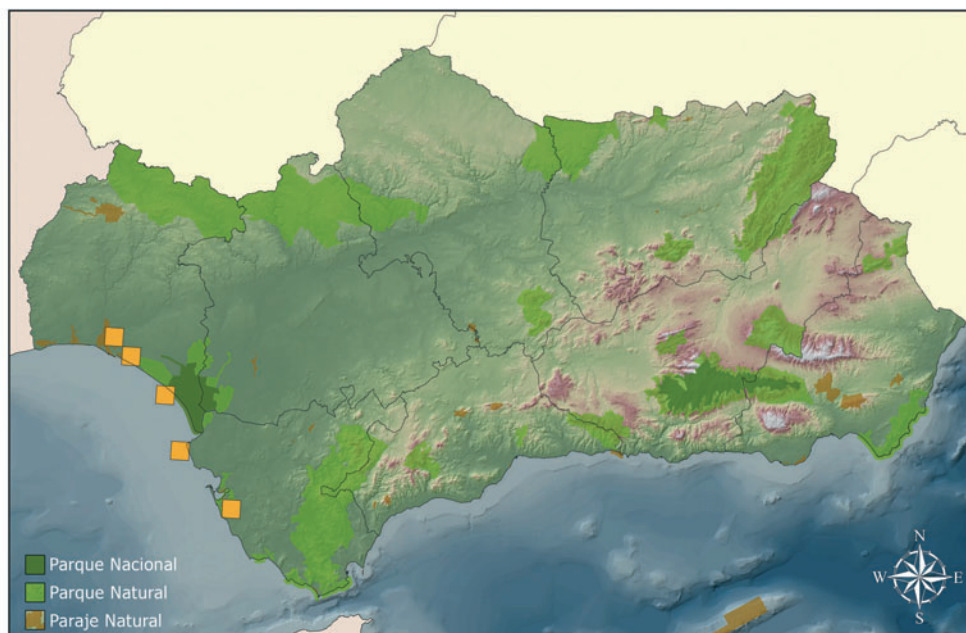 N
W E
S
Parque Nacional
Parque Natural
Paraje Natural